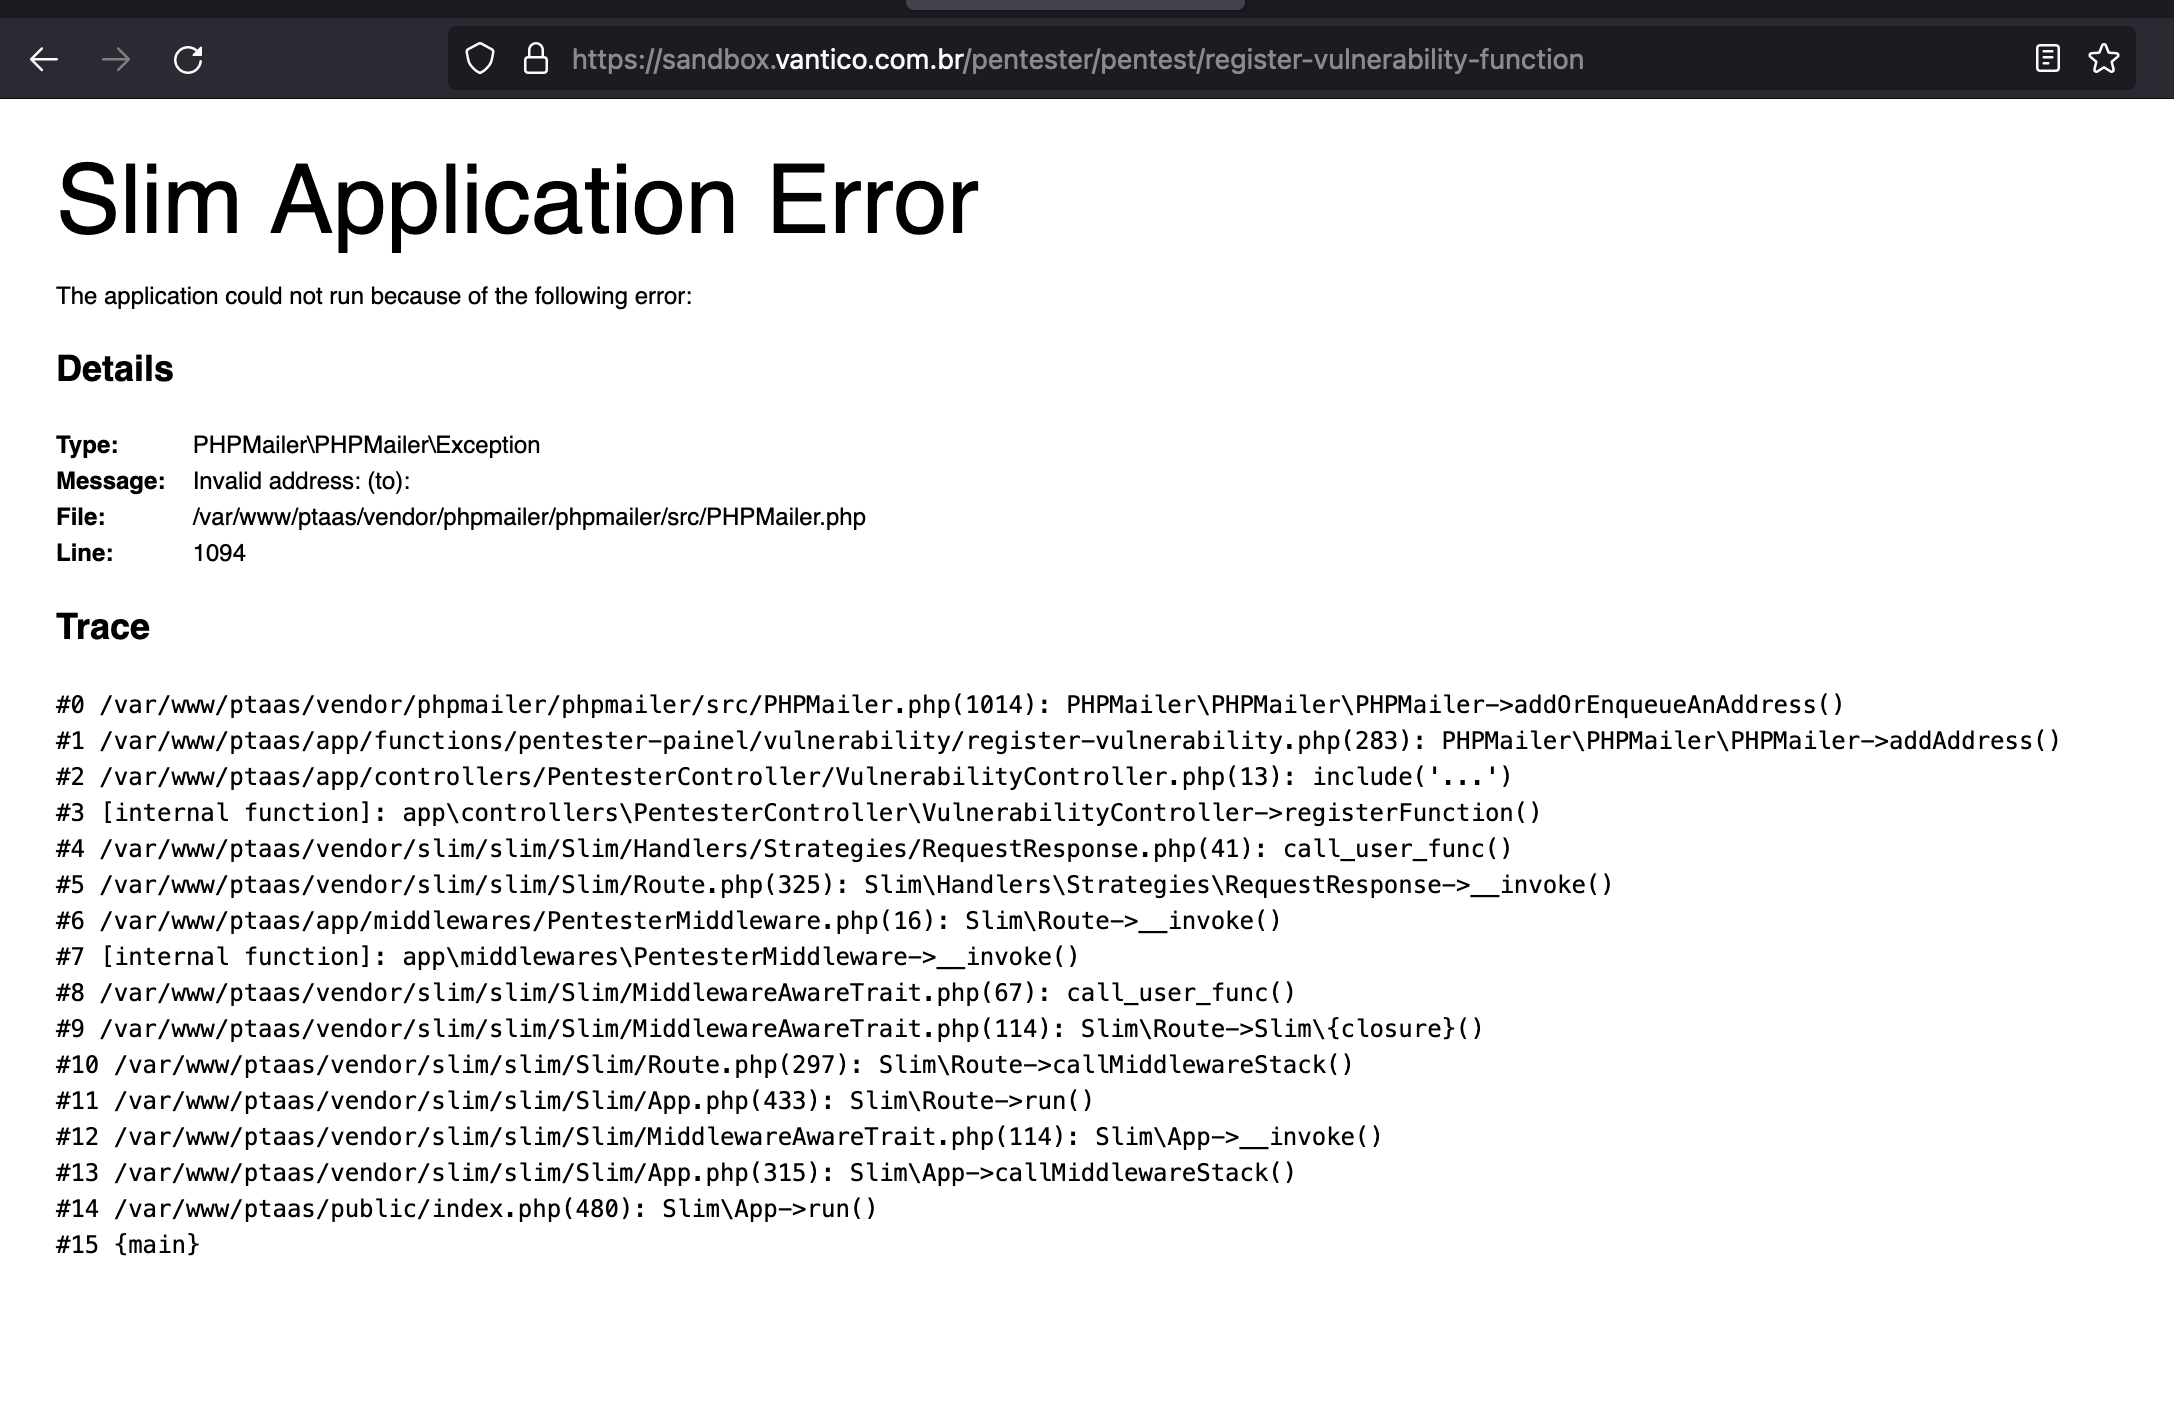 https://sandbox.vantico.com.br/pentester/pentest/register-vulnerability-function
Slim Application Error
The application could not run because of the following error:
Details
Type: PHPMailer\PHPMailer\Exception
Message: Invalid address: (to):
File: /var/www/ptaas/vendor/phpmailer/phpmailer/src/PHPMailer.php
Line: 1094
Trace
#0 /var/www/ptaas/vendor/phpmailer/phpmailer/src/PHPMailer.php(1014): PHPMailer\PHPMailer\PHPMailer->addOrEnqueueAnAddress()
#1 /var/www/ptaas/app/functions/pentester-painel/vulnerability/register-vulnerability.php(283): PHPMailer\PHPMailer\PHPMailer->addAddress()
#2 /var/www/ptaas/app/controllers/PentesterController/VulnerabilityController.php(13): include('...')
#3 [internal function]: app\controllers\PentesterController\VulnerabilityController->registerFunction()
#4 /var/www/ptaas/vendor/slim/slim/Slim/Handlers/Strategies/RequestResponse.php(41): call_user_func()
#5 /var/www/ptaas/vendor/slim/slim/Slim/Route.php(325): Slim\Handlers\Strategies\RequestResponse->__invoke()
#6 /var/www/ptaas/app/middlewares/PentesterMiddleware.php(16): Slim\Route->__invoke()
#7 [internal function]: app\middlewares\PentesterMiddleware->__invoke()
#8 /var/www/ptaas/vendor/slim/slim/Slim/MiddlewareAwareTrait.php(67): call_user_func()
#9 /var/www/ptaas/vendor/slim/slim/Slim/MiddlewareAwareTrait.php(114): Slim\Route->Slim\{closure}()
#10 /var/www/ptaas/vendor/slim/slim/Slim/Route.php(297): Slim\Route->callMiddlewareStack()
#11 /var/www/ptaas/vendor/slim/slim/Slim/App.php(433): Slim\Route->run()
#12 /var/www/ptaas/vendor/slim/slim/Slim/MiddlewareAwareTrait.php(114): Slim\App->__invoke()
#13 /var/www/ptaas/vendor/slim/slim/Slim/App.php(315): Slim\App->callMiddlewareStack()
#14 /var/www/ptaas/public/index.php(480): Slim\App->run()
#15 {main}